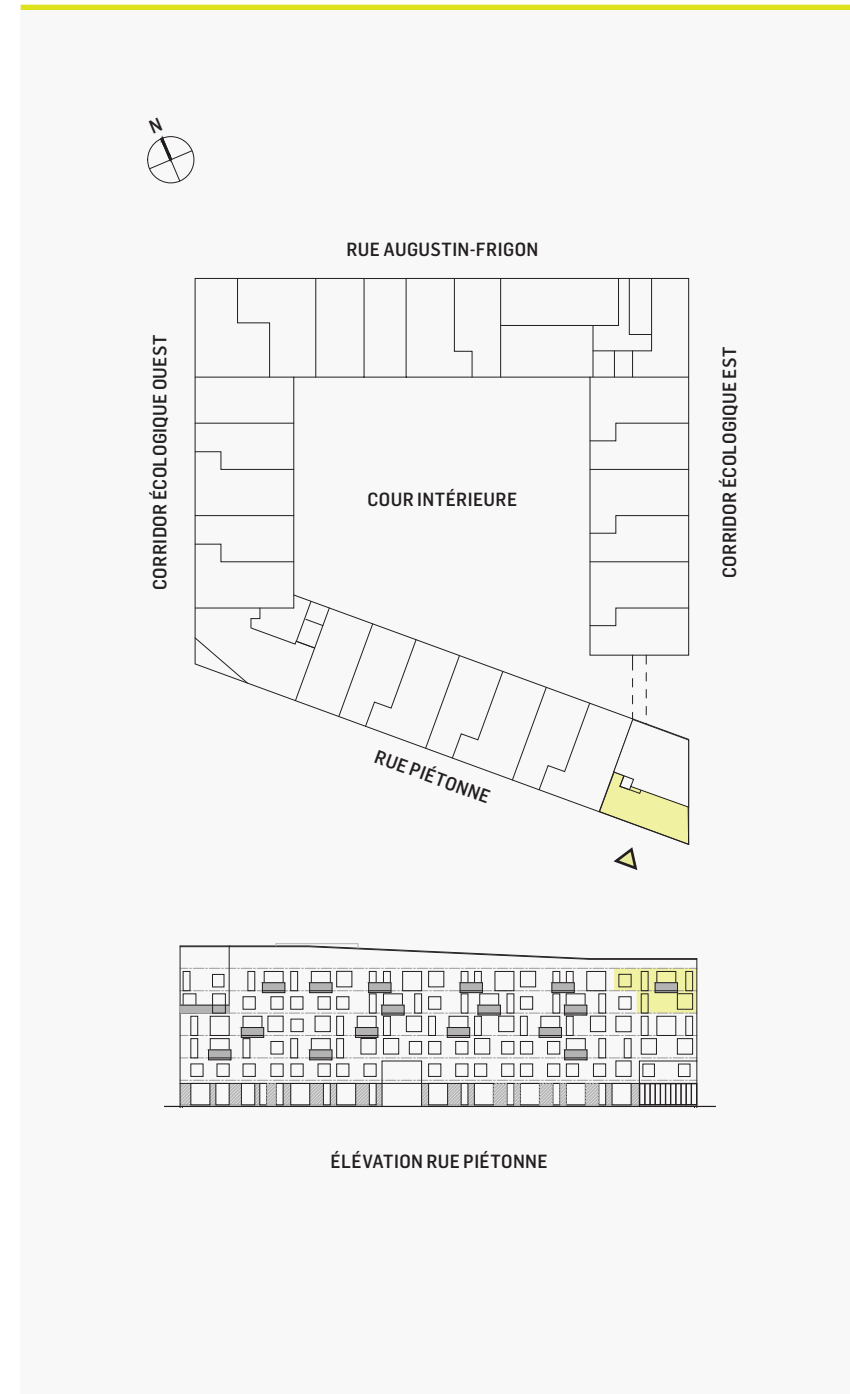 N
RUE AUGUSTIN-FRIGON
CORRIDOR ÉCOLOGIQUE OUEST
CORRIDOR ÉCOLOGIQUE EST
COUR INTÉRIEURE
RUE PIÉTONNE
ÉLÉVATION RUE PIÉTONNE